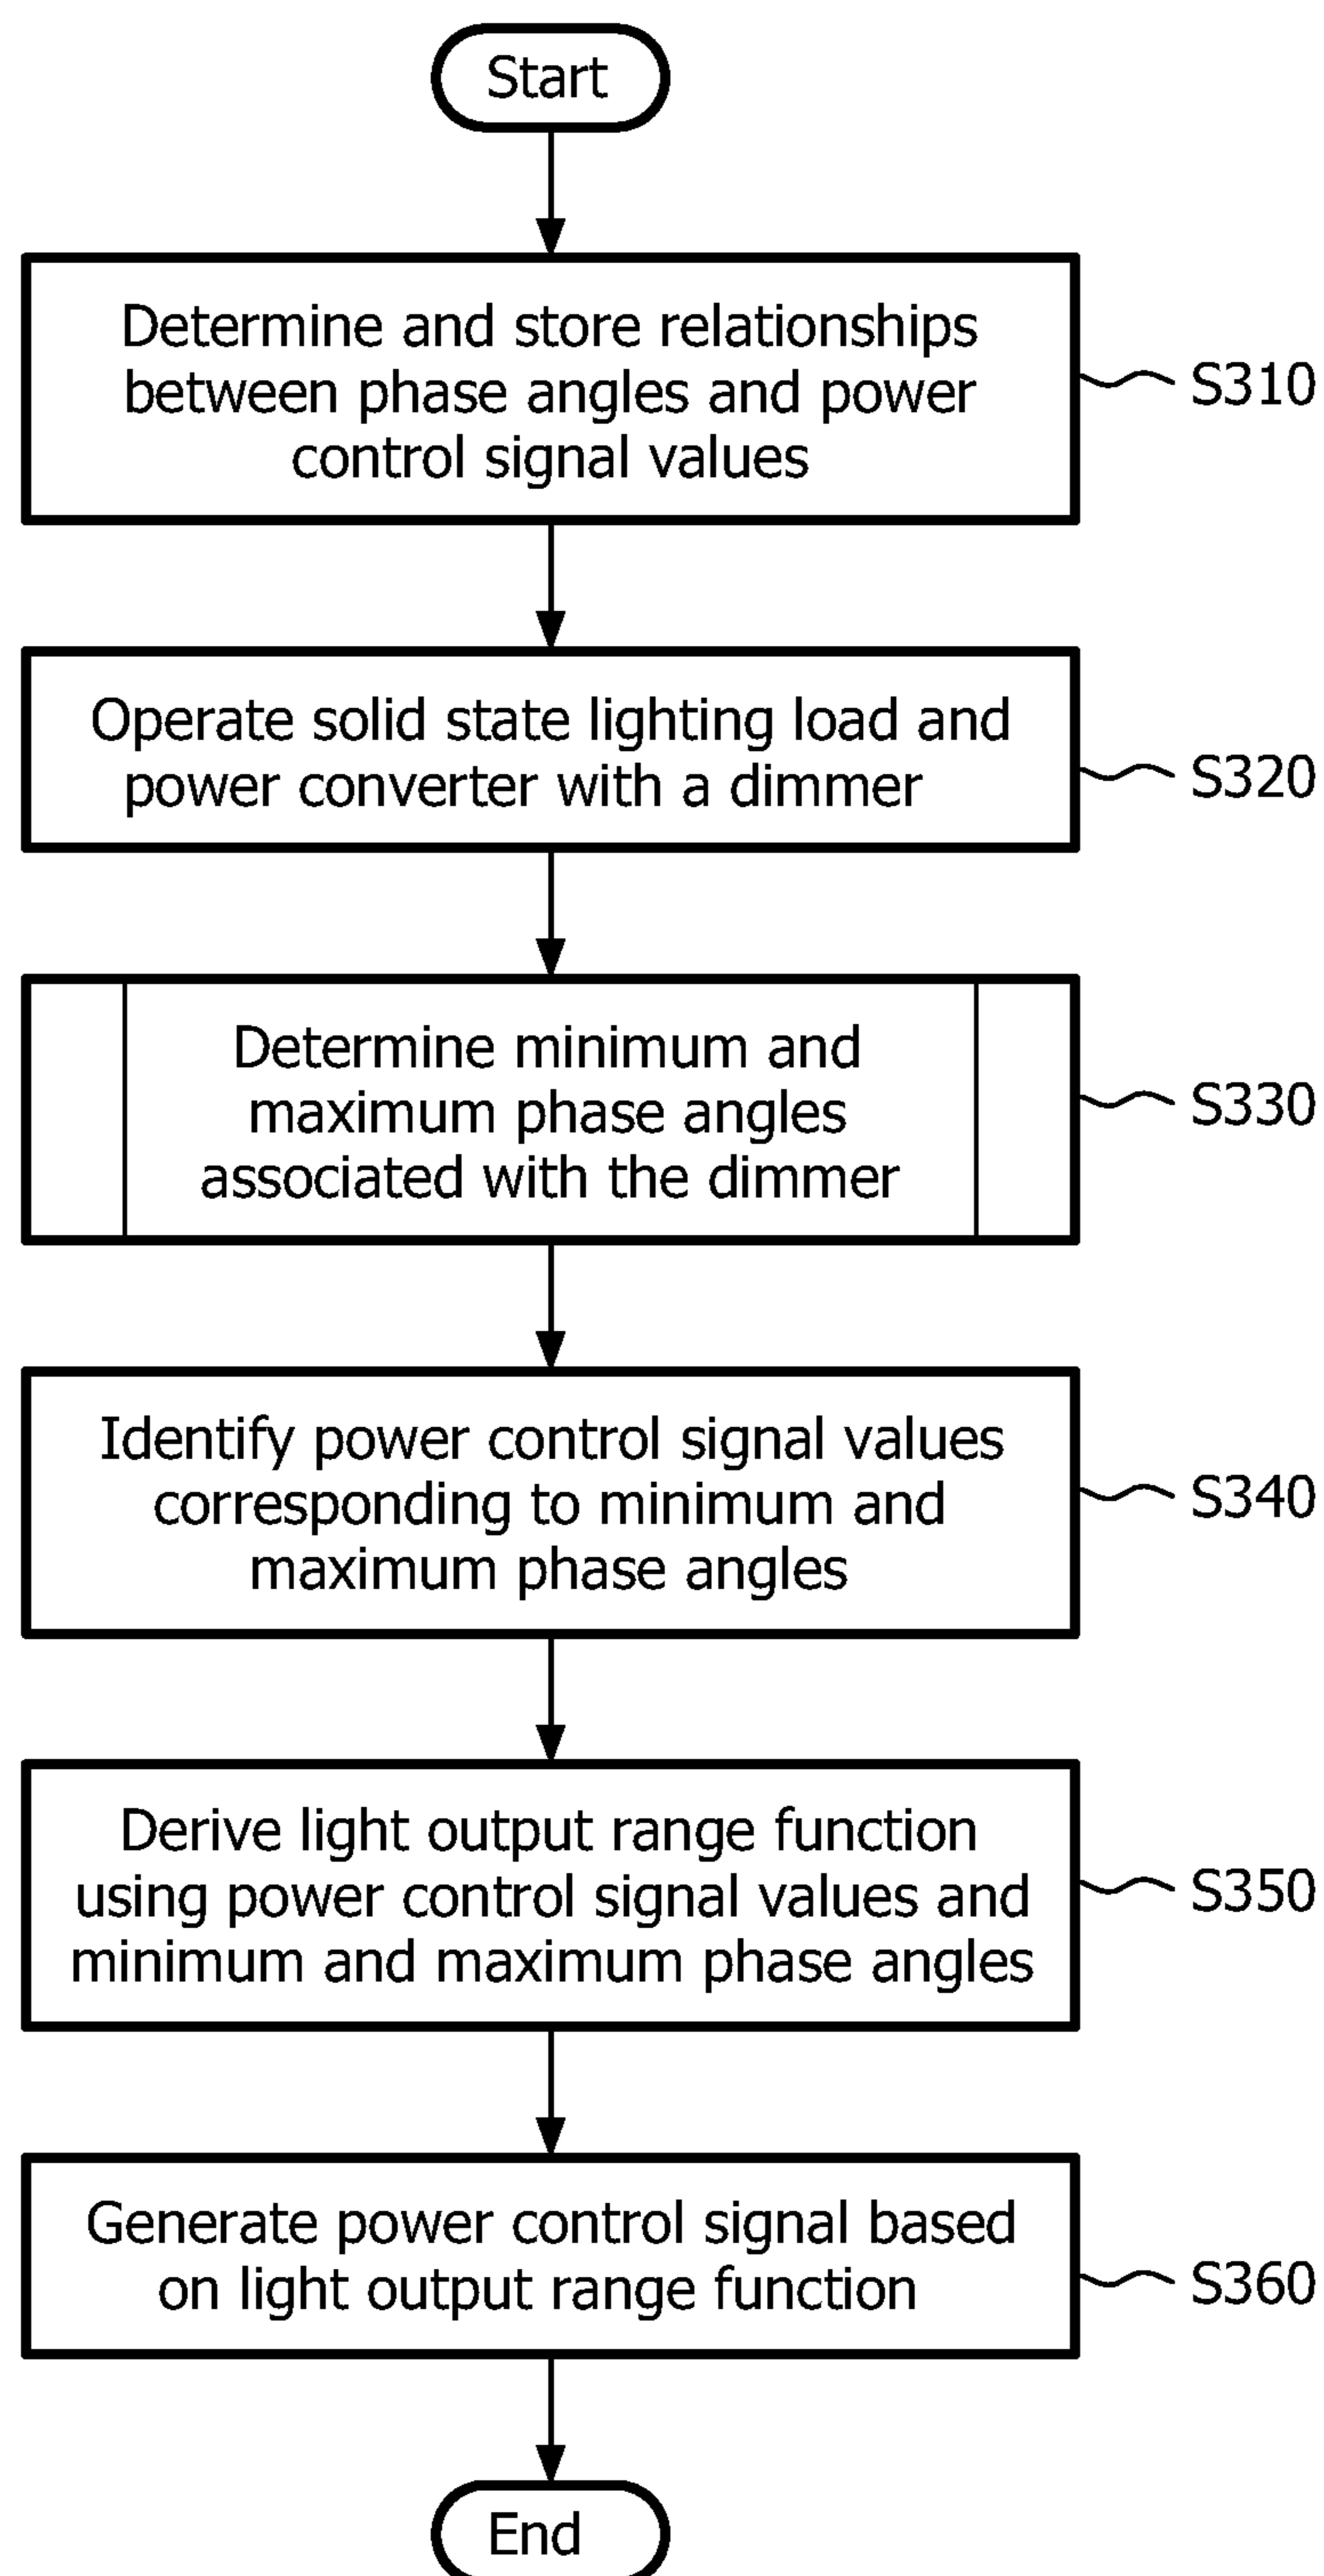 Start
Determine and store relationships
between phase angles and power
control signal values
S310
Operate solid state lighting load and
power converter with a dimmer
S320
Determine minimum and
maximum phase angles
associated with the dimmer
S330
Identify power control signal values
corresponding to minimum and
maximum phase angles
S340
Derive light output range function
using power control signal values and
minimum and maximum phase angles
S350
Generate power control signal based
on light output range function
S360
End